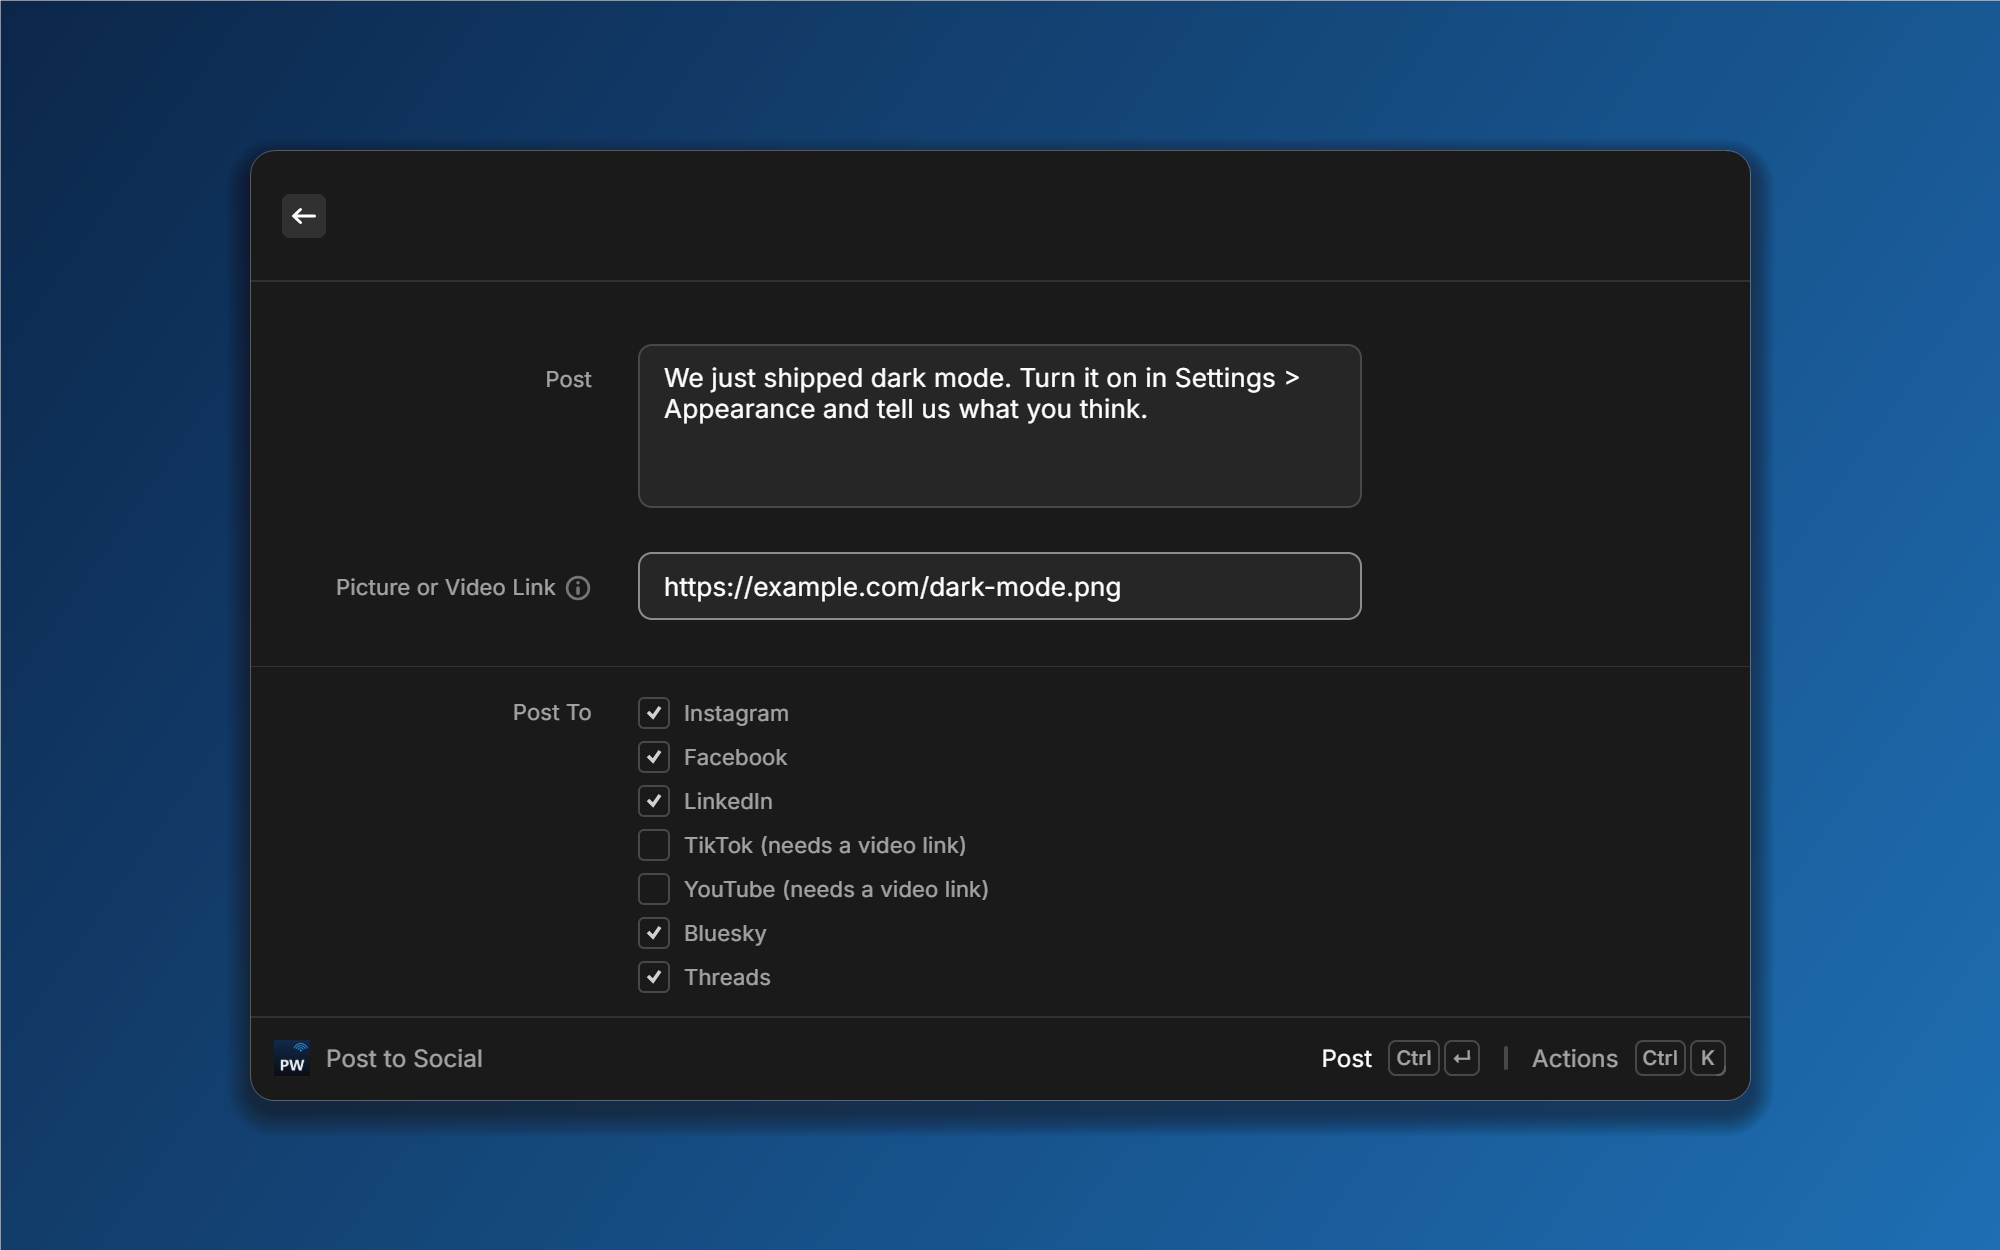 Post
We just shipped dark mode. Turn it on in Settings >
Appearance and tell us what you think.
Picture or Video Link
https://example.com/dark-mode.png
Post To
Instagram
Facebook
LinkedIn
TikTok (needs a video link)
YouTube (needs a video link)
Bluesky
Threads
PW Post to Social
Post Ctrl ↵ | Actions Ctrl K